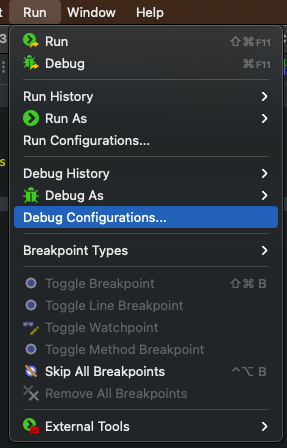 Run Window Help
Run ⇧⌘F11
Debug ⌘F11
Run History
Run As
Run Configurations...
Debug History
Debug As
Debug Configurations...
Breakpoint Types
Toggle Breakpoint ⇧⌘B
Toggle Line Breakpoint
Toggle Watchpoint
Toggle Method Breakpoint
Skip All Breakpoints ^⌥B
Remove All Breakpoints
External Tools